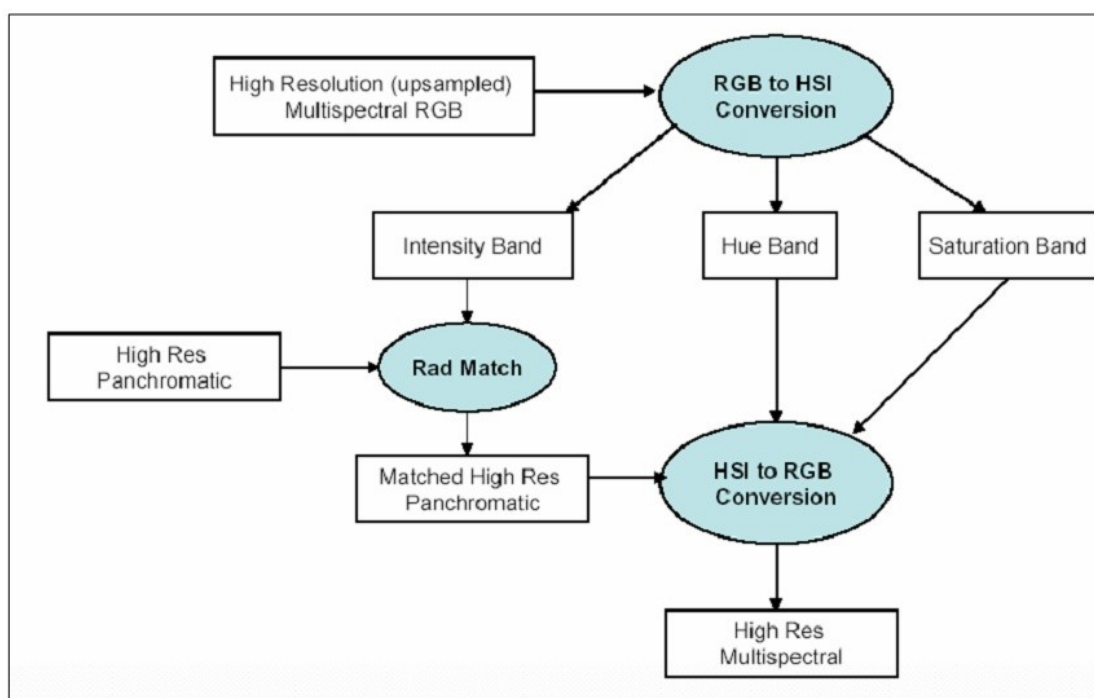 High Resolution (upsampled)
Multispectral RGB
RGB to HSI
Conversion
Intensity Band
Hue Band
Saturation Band
High Res
Panchromatic
Rad Match
Matched High Res
Panchromatic
HSI to RGB
Conversion
High Res
Multispectral